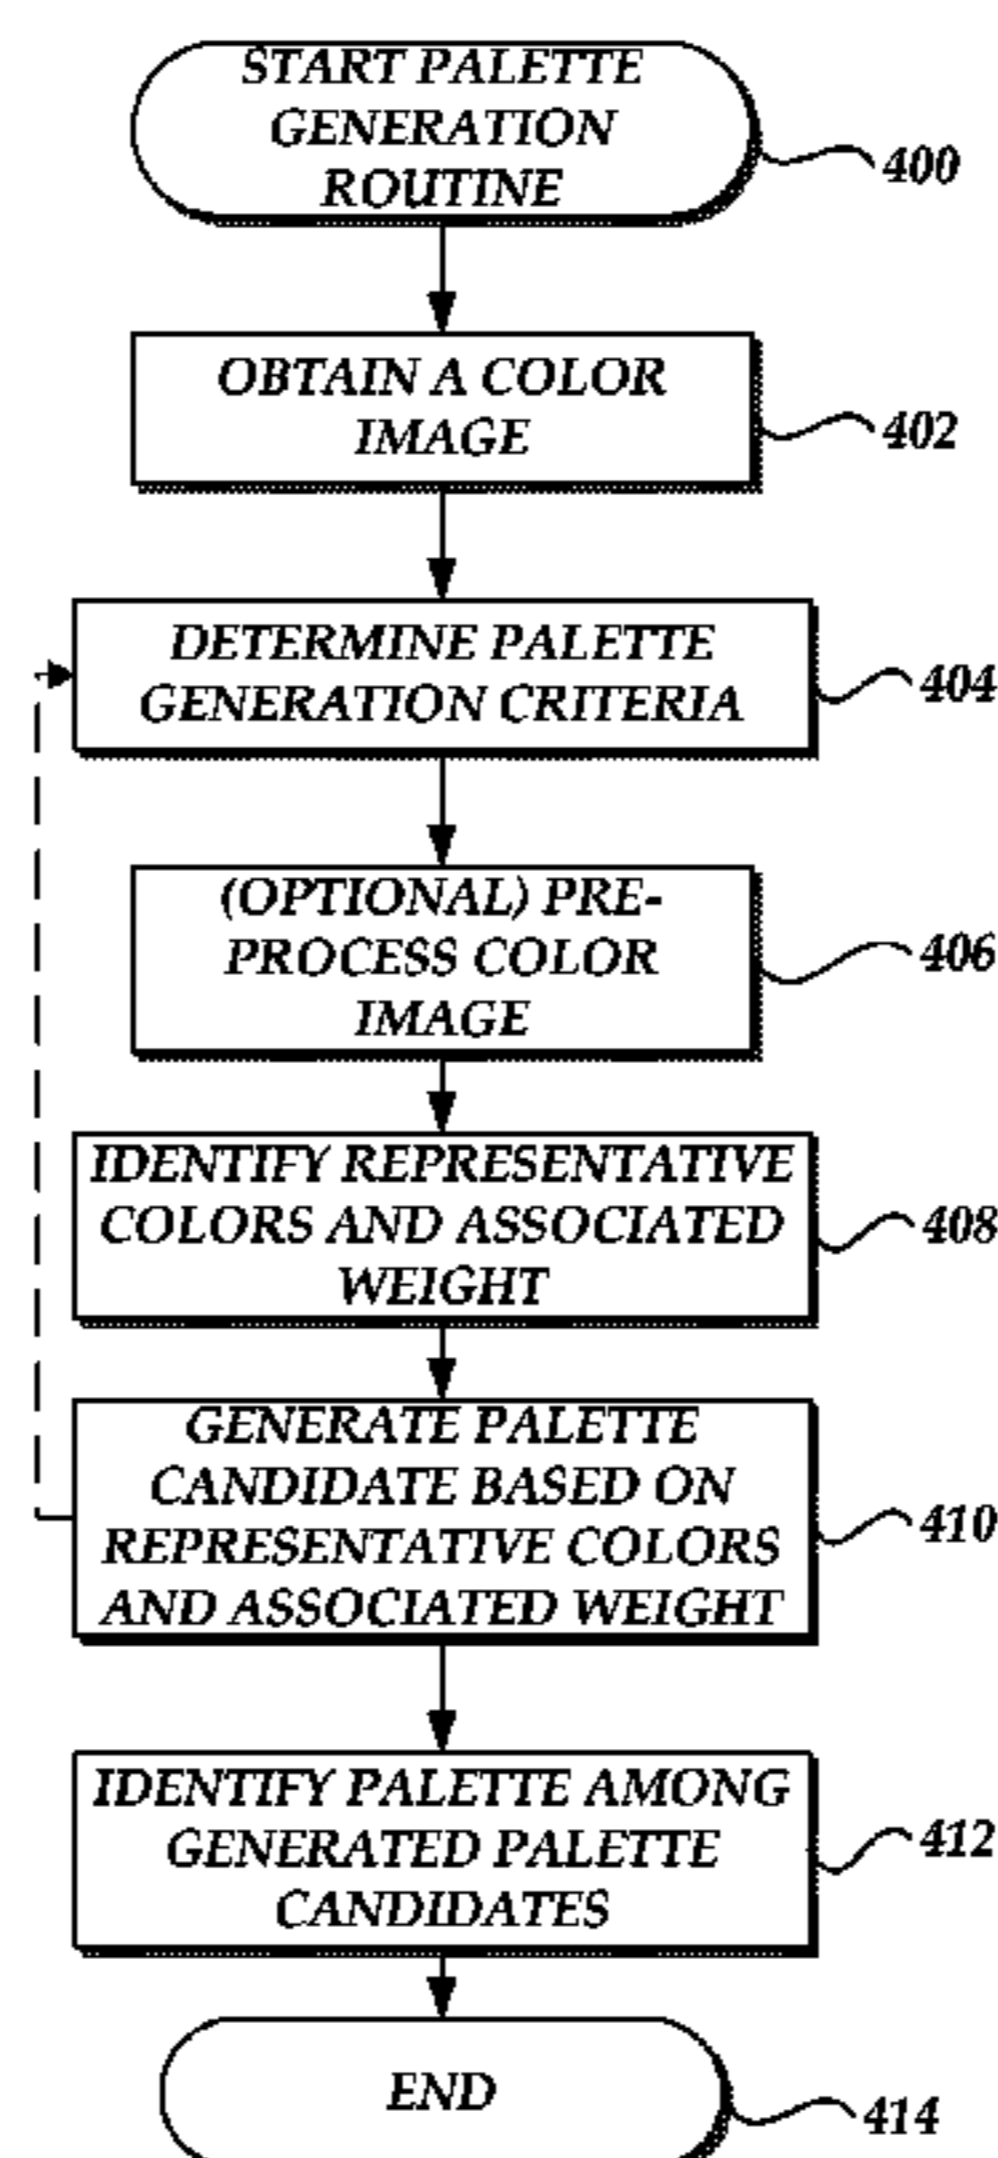 START PALETTE
GENERATION
ROUTINE
400
OBTAIN A COLOR
IMAGE
402
DETERMINE PALETTE
GENERATION CRITERIA
404
(OPTIONAL) PRE-
PROCESS COLOR
IMAGE
406
IDENTIFY REPRESENTATIVE
COLORS AND ASSOCIATED
WEIGHT
408
GENERATE PALETTE
CANDIDATE BASED ON
REPRESENTATIVE COLORS
AND ASSOCIATED WEIGHT
410
IDENTIFY PALETTE AMONG
GENERATED PALETTE
CANDIDATES
412
END
414